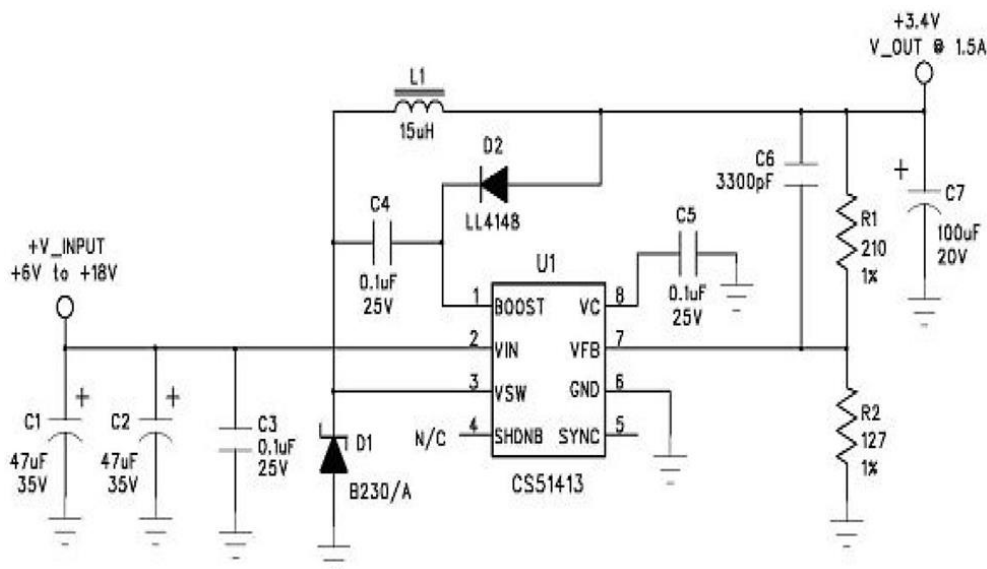 +3.4V
V_OUT @ 1.5A
L1
15uH
D2
LL4148
C6
3300pF
C4
0.1uF
25V
C5
0.1uF
25V
R1
210
1%
C7
100uF
20V
+
+V_INPUT
+6V to +18V
U1
1 BOOST VC 8
2 VIN VFB 7
3 VSW GND 6
4 SHDNB SYNC 5
N/C
CS51413
C1
47uF
35V
+
C2
47uF
35V
+
C3
0.1uF
25V
D1
B230/A
R2
127
1%